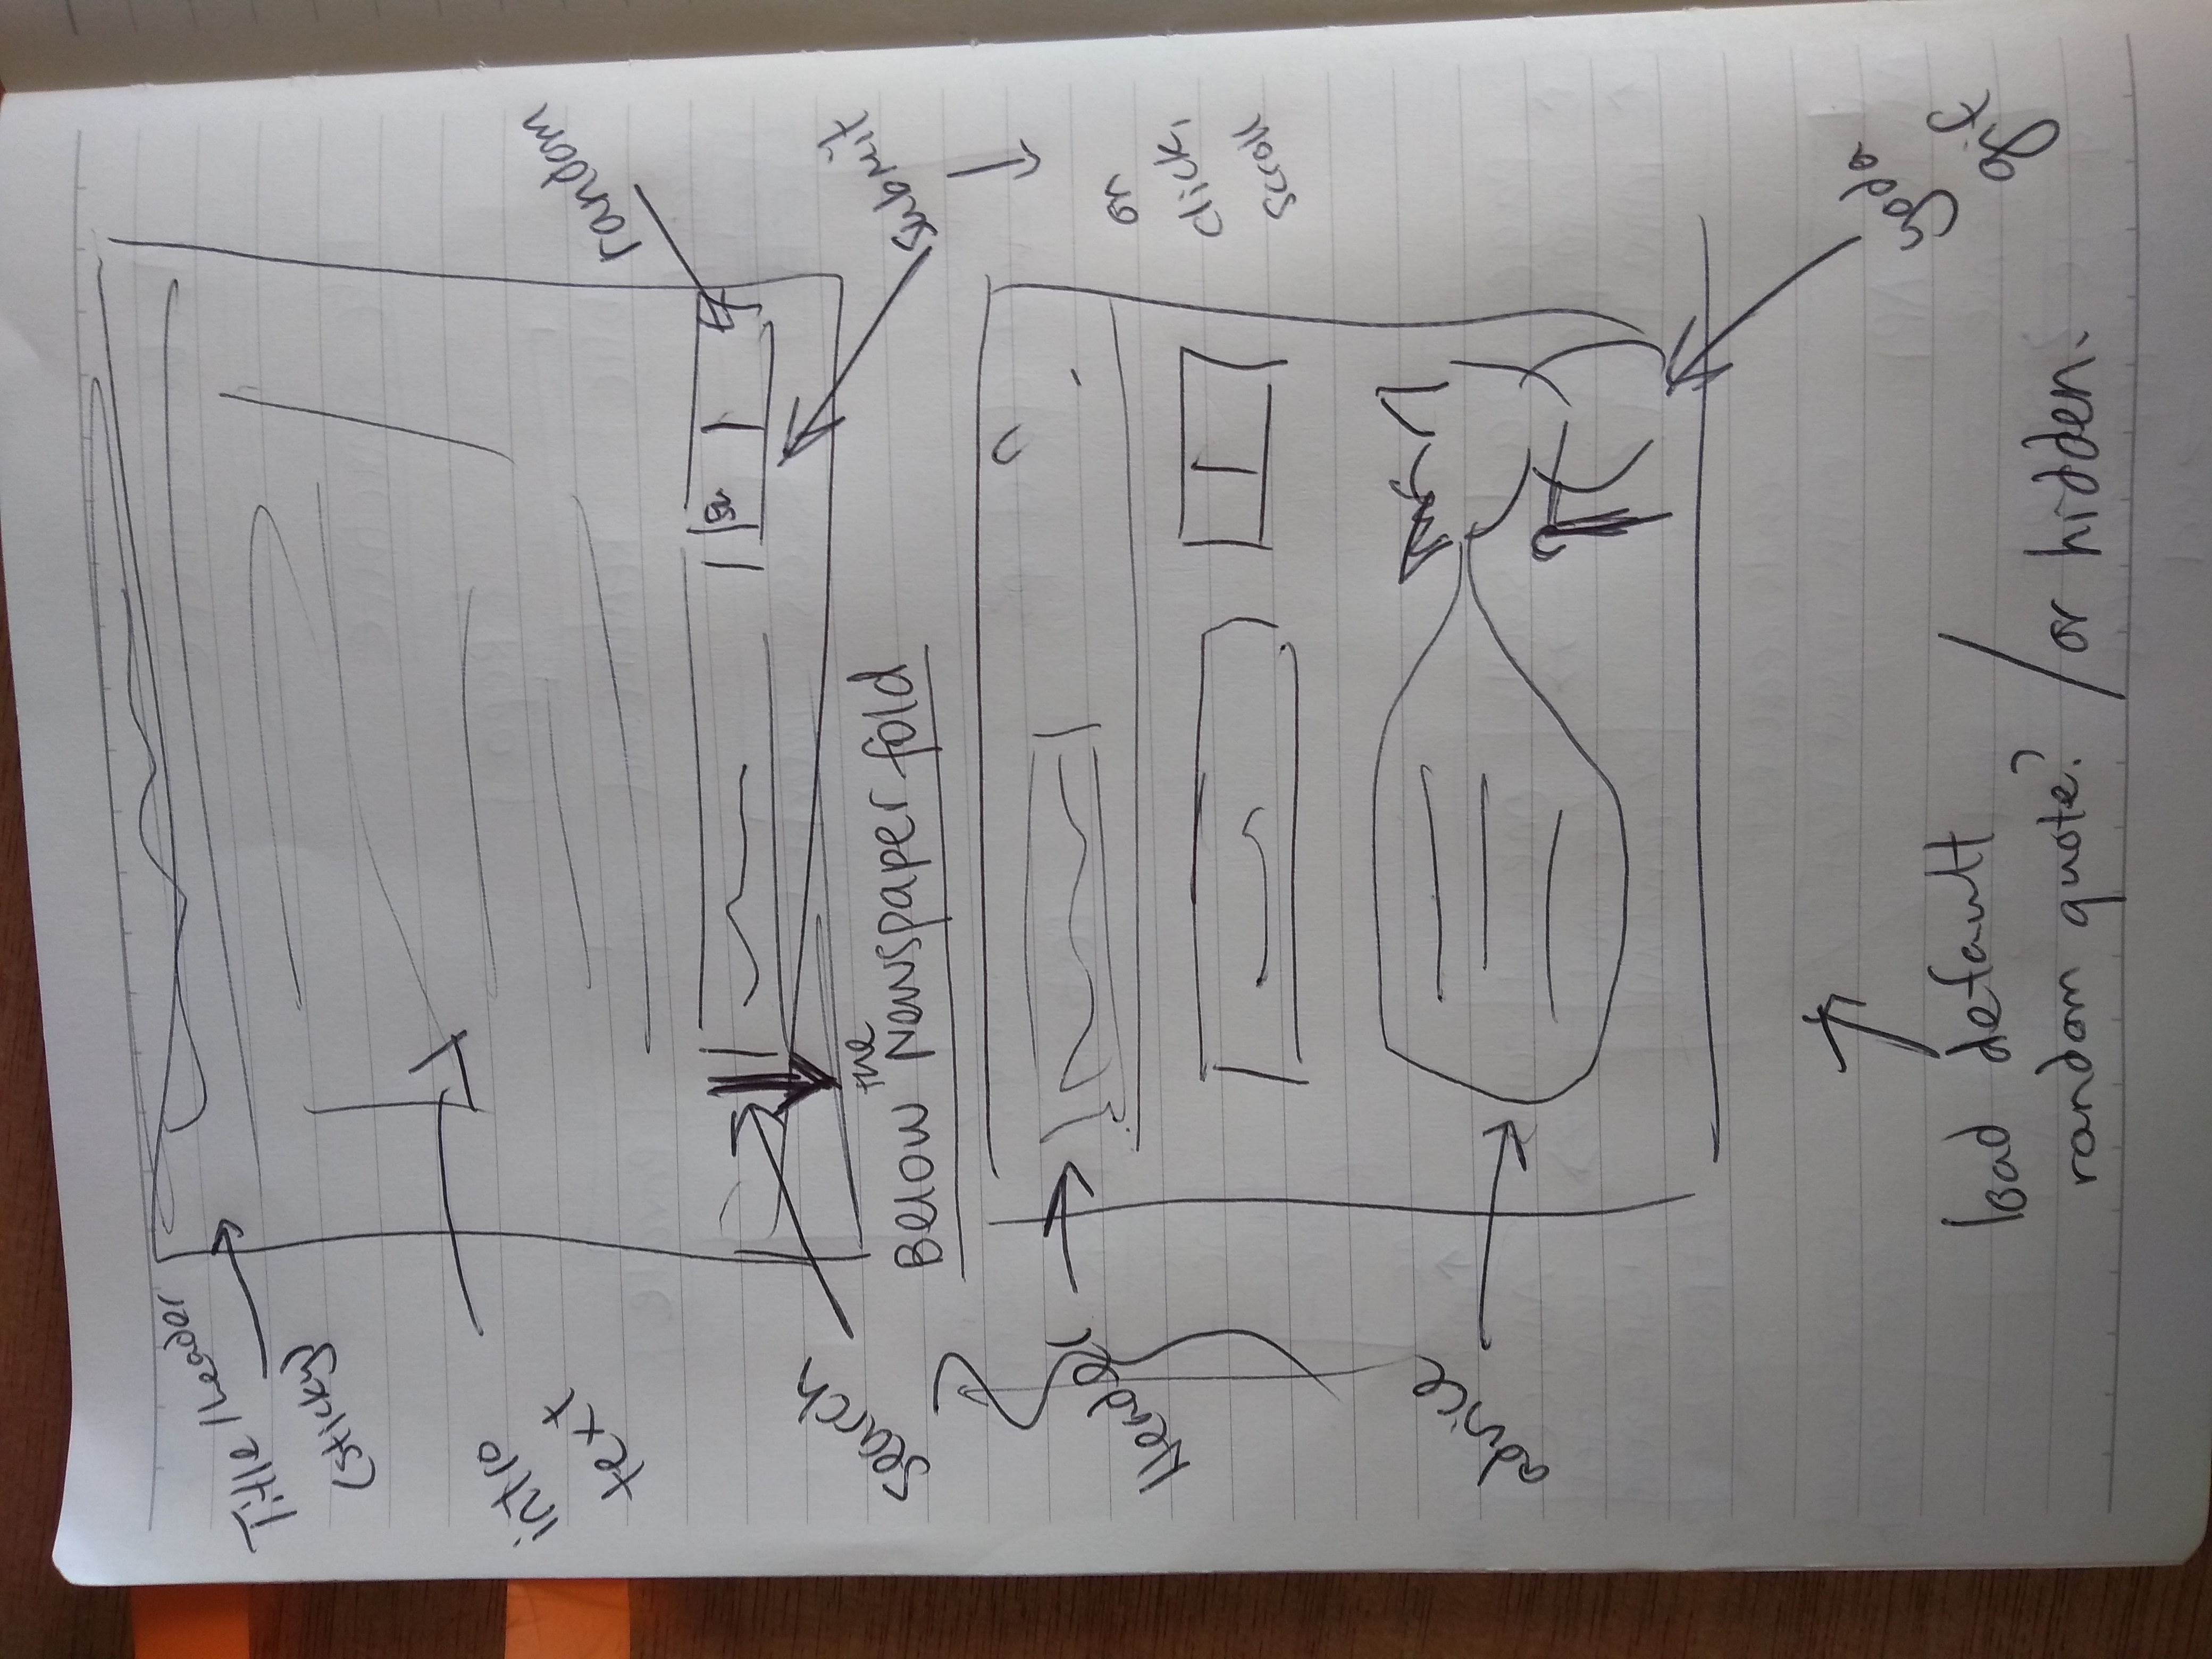 Title/Header
(sticky)
intro
text
random
Search
submit
the
Below Newspaper fold
Header
on
click,
scroll
advice
yoda
gif
load default
random quote? / or hidden.